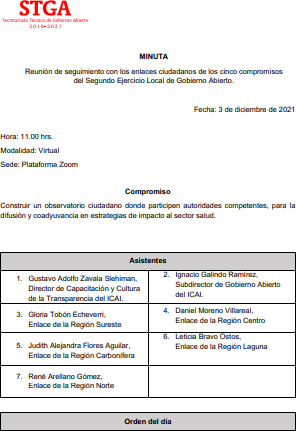 STGA
Secretariado Técnico de Gobierno Abierto
2019-2021
MINUTA
Reunión de seguimiento con los enlaces ciudadanos de los cinco compromisos
del Segundo Ejercicio Local de Gobierno Abierto.
Fecha: 3 de diciembre de 2021
Hora: 11.00 hrs.
Modalidad: Virtual
Sede: Plataforma Zoom
Compromiso
Construir un observatorio ciudadano donde participen autoridades competentes, para la
difusión y coadyuvancia en estrategias de impacto al sector salud.
Asistentes
1. Gustavo Adolfo Zavala Slehiman,
Director de Capacitación y Cultura
de la Transparencia del ICAI.
2. Ignacio Galindo Ramírez,
Subdirector de Gobierno Abierto
del ICAI.
3. Gloria Tobón Echeverri,
Enlace de la Región Sureste
4. Daniel Moreno Villareal,
Enlace de la Región Centro
5. Judith Alejandra Flores Aguilar,
Enlace de la Región Carbonífera
6. Leticia Bravo Ostos,
Enlace de la Región Laguna
7. René Arellano Gómez,
Enlace de la Región Norte
Orden del día